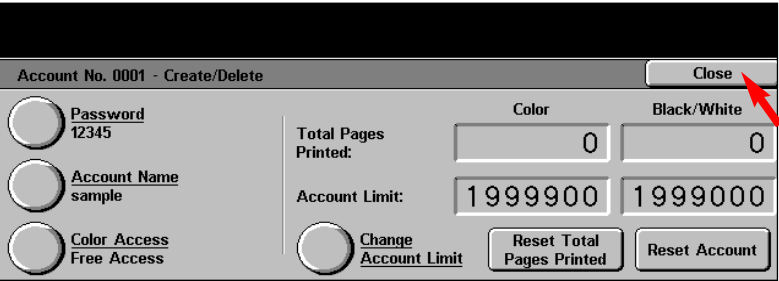 Account No. 0001 - Create/Delete
Close
Password
12345
Account Name
sample
Color Access
Free Access
Color
Black/White
Total Pages
Printed:
0
0
Account Limit:
1999900
1999000
Change
Account Limit
Reset Total
Pages Printed
Reset Account